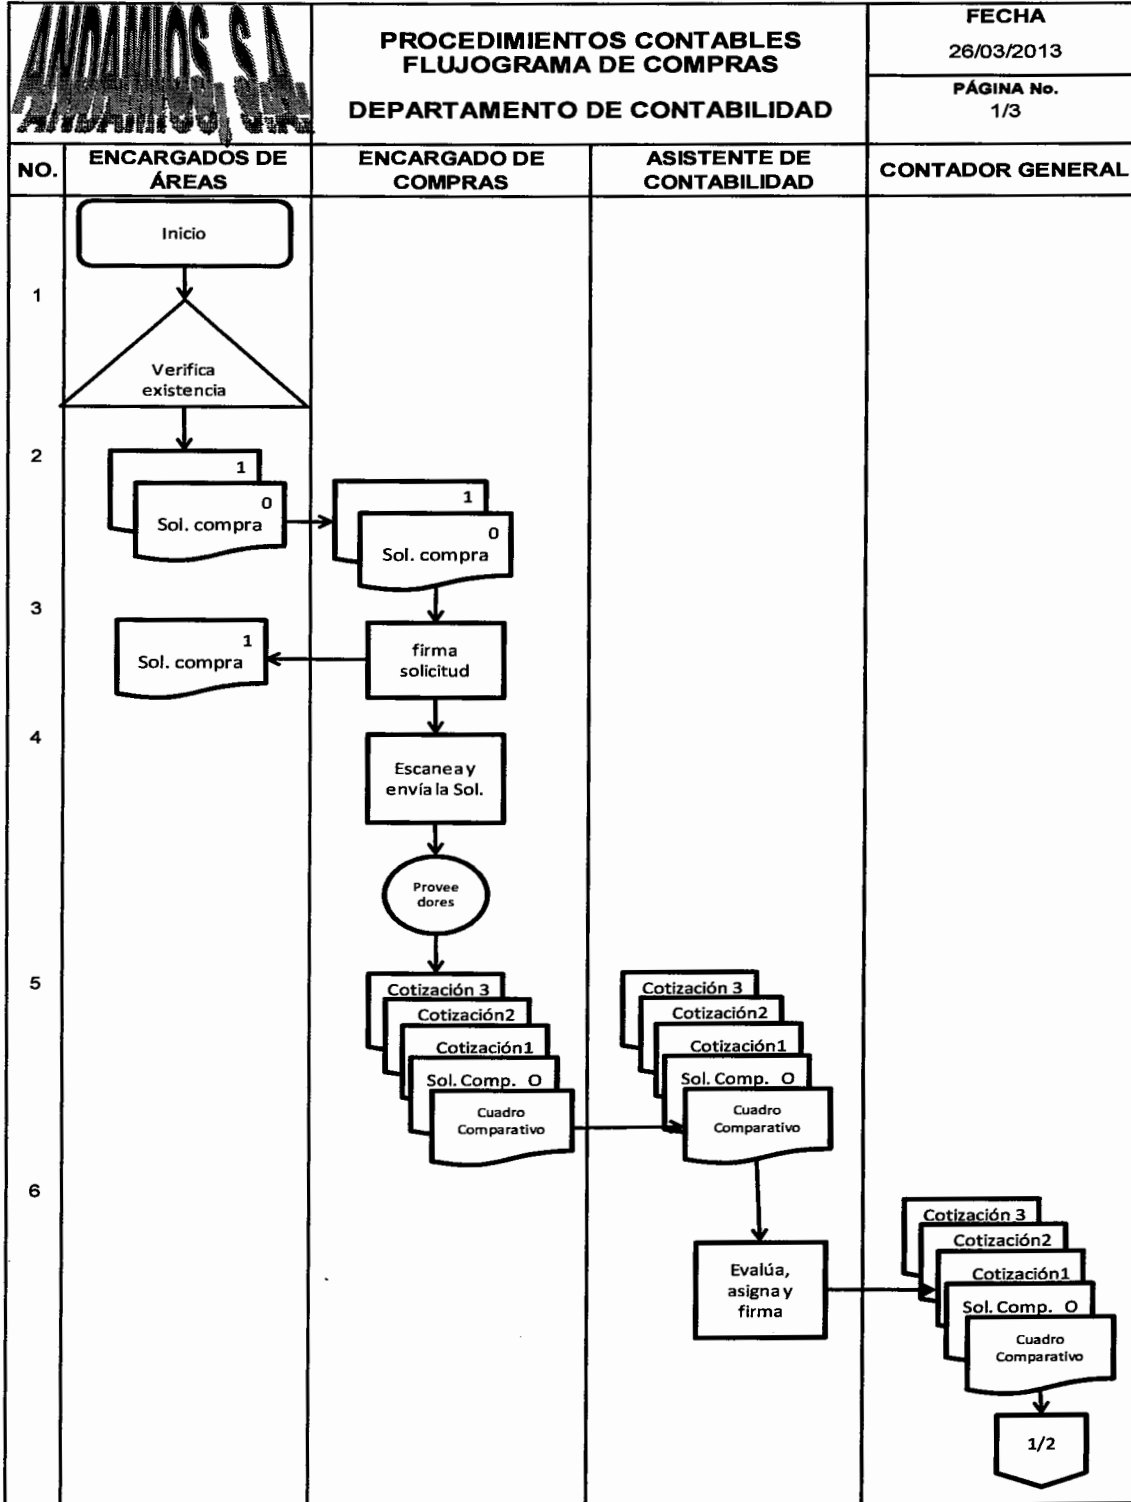 ANDAMIOS, S.A.
PROCEDIMIENTOS CONTABLES
FLUJOGRAMA DE COMPRAS
DEPARTAMENTO DE CONTABILIDAD
FECHA
26/03/2013
PÁGINA No.
1/3
NO.
ENCARGADOS DE
ÁREAS
ENCARGADO DE
COMPRAS
ASISTENTE DE
CONTABILIDAD
CONTADOR GENERAL
Inicio
1
Verifica
existencia
2
1
0
Sol. compra
1
0
Sol. compra
3
1
Sol. compra
firma
solicitud
4
Escanea y
envía la Sol.
Provee
dores
5
Cotización 3
Cotización2
Cotización1
Sol. Comp. O
Cuadro
Comparativo
Cotización 3
Cotización2
Cotización1
Sol. Comp. O
Cuadro
Comparativo
6
Evalúa,
asigna y
firma
Cotización 3
Cotización2
Cotización1
Sol. Comp. O
Cuadro
Comparativo
1/2